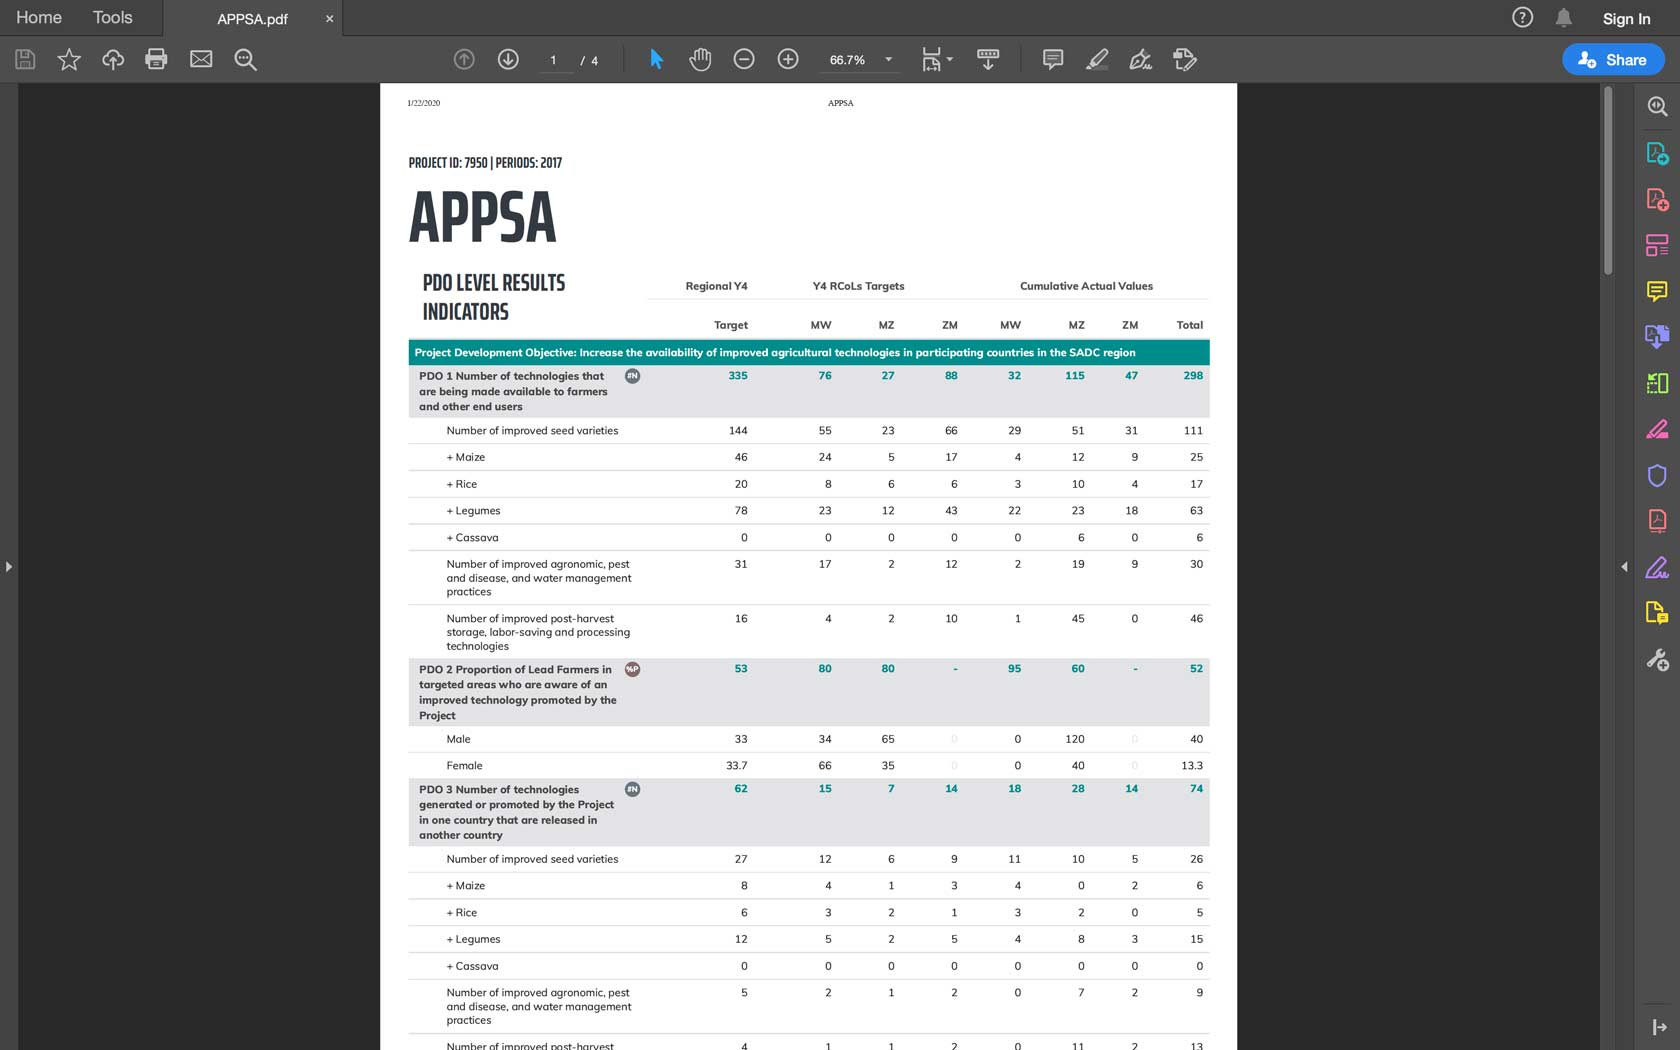 Home Tools APPSA.pdf × ? Sign In
1 / 4 66.7% Share
1/22/2020 APPSA
PROJECT ID: 7950 | PERIODS: 2017
APPSA
PDO LEVEL RESULTS
INDICATORS
Regional Y4 Y4 RCoLs Targets Cumulative Actual Values
Target MW MZ ZM MW MZ ZM Total
Project Development Objective: Increase the availability of improved agricultural technologies in participating countries in the SADC region
PDO 1 Number of technologies that #N 335 76 27 88 32 115 47 298
are being made available to farmers
and other end users
Number of improved seed varieties 144 55 23 66 29 51 31 111
+ Maize 46 24 5 17 4 12 9 25
+ Rice 20 8 6 6 3 10 4 17
+ Legumes 78 23 12 43 22 23 18 63
+ Cassava 0 0 0 0 0 6 0 6
Number of improved agronomic, pest 31 17 2 12 2 19 9 30
and disease, and water management
practices
Number of improved post-harvest 16 4 2 10 1 45 0 46
storage, labor-saving and processing
technologies
PDO 2 Proportion of Lead Farmers in %P 53 80 80 - 95 60 - 52
targeted areas who are aware of an
improved technology promoted by the
Project
Male 33 34 65 0 0 120 0 40
Female 33.7 66 35 0 0 40 0 13.3
PDO 3 Number of technologies #N 62 15 7 14 18 28 14 74
generated or promoted by the Project
in one country that are released in
another country
Number of improved seed varieties 27 12 6 9 11 10 5 26
+ Maize 8 4 1 3 4 0 2 6
+ Rice 6 3 2 1 3 2 0 5
+ Legumes 12 5 2 5 4 8 3 15
+ Cassava 0 0 0 0 0 0 0 0
Number of improved agronomic, pest 5 2 1 2 0 7 2 9
and disease, and water management
practices
Number of improved post-harvest 4 1 1 2 0 11 2 13